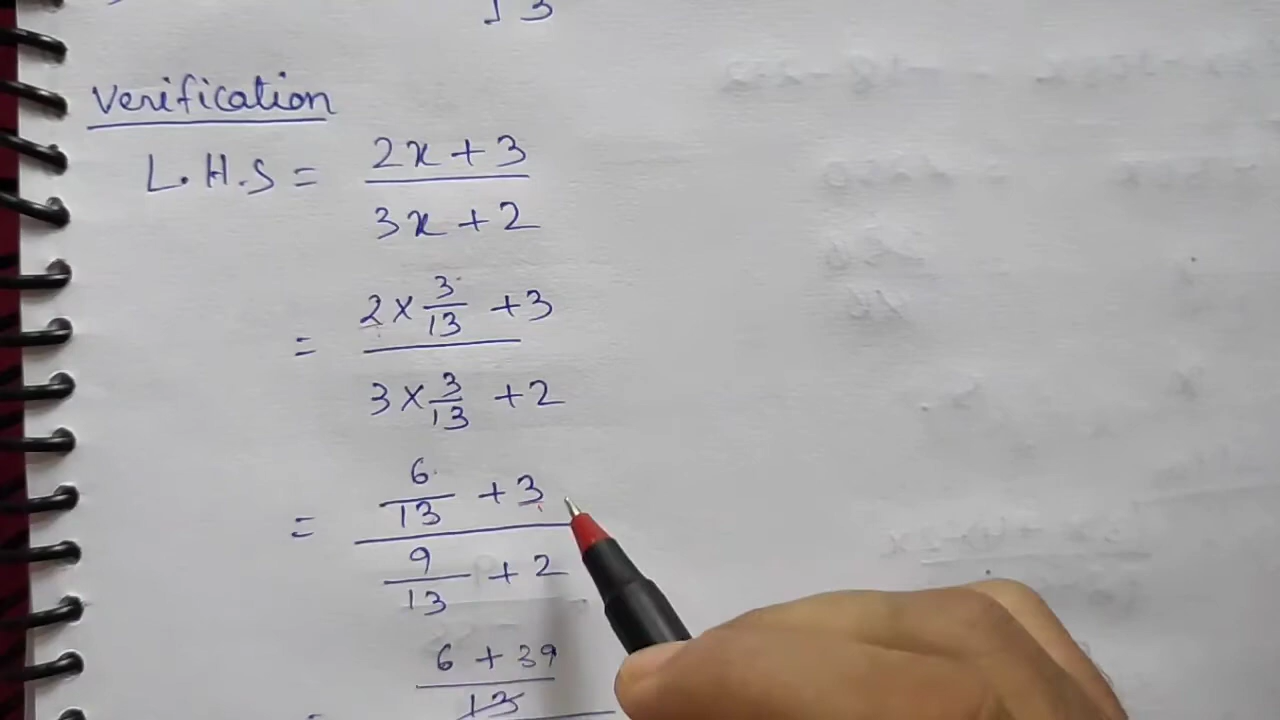 13
Verification
L.H.S = 2x + 3
3x + 2
= 2 × 3/13 + 3
3 × 3/13 + 2
= 6/13 + 3
9/13 + 2
= 6 + 39
13